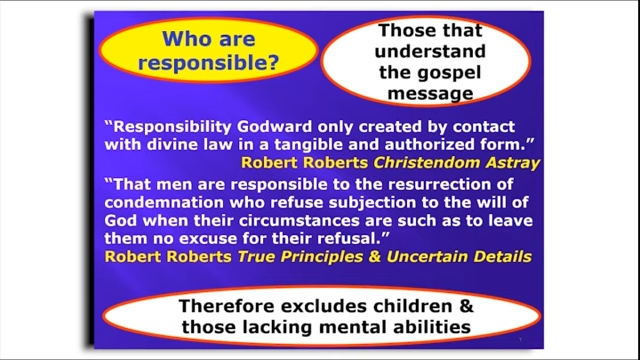 Who are
responsible?
Those that
understand
the gospel
message
“Responsibility Godward only created by contact
with divine law in a tangible and authorized form.”
Robert Roberts Christendom Astray
“That men are responsible to the resurrection of
condemnation who refuse subjection to the will of
God when their circumstances are such as to leave
them no excuse for their refusal.”
Robert Roberts True Principles & Uncertain Details
Therefore excludes children &
those lacking mental abilities